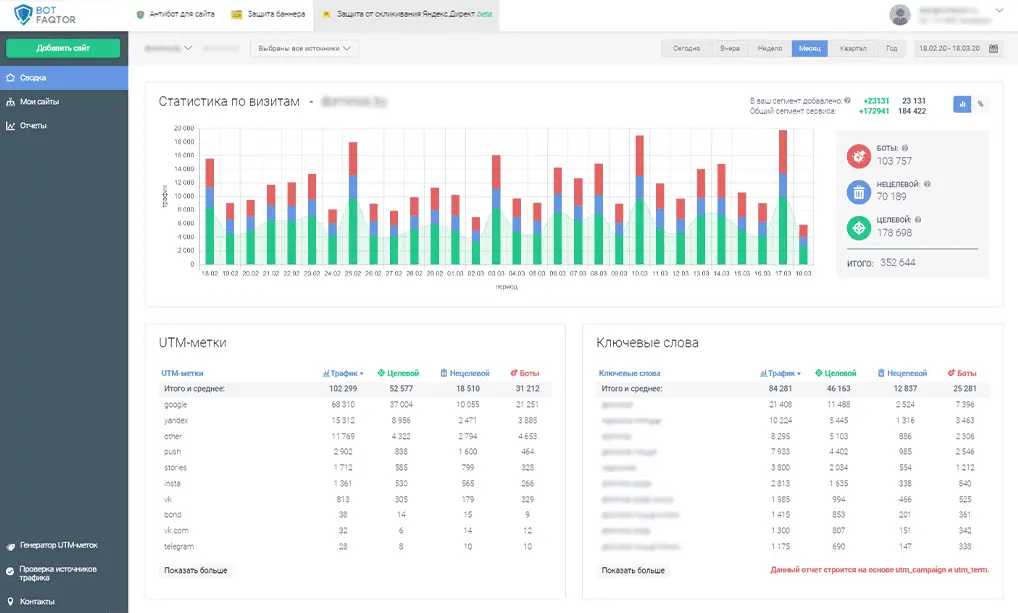 BOT
FAQTOR
Антибот для сайта
Защита баннера
Защита от скликивания Яндекс.Директ beta
Добавить сайт
Сводка
Мои сайты
Отчеты
Генератор UTM-меток
Проверка источников
трафика
Контакты
Выбраны все источники
Сегодня Вчера Неделя Месяц Квартал Год 18.02.20 - 18.03.20
Статистика по визитам -
В ваш сегмент добавлено: +23131 23 131
Общий сегмент сервиса: +172941 184 422
%
20 000
18 000
16 000
14 000
12 000
10 000
8 000
6 000
4 000
2 000
0
трафик
18.02 19.02 20.02 21.02 22.02 23.02 24.02 25.02 26.02 27.02 28.02 29.02 01.03 02.03 03.03 04.03 05.03 06.03 07.03 08.03 09.03 10.03 11.03 12.03 13.03 14.03 15.03 16.03 17.03 18.03
период
БОТЫ:
103 757
НЕЦЕЛЕВОЙ:
70 189
ЦЕЛЕВОЙ:
178 698
ИТОГО: 352 644
UTM-метки
UTM-метки Трафик Целевой Нецелевой Боты
Итого и среднее: 102 299 52 577 18 510 31 212
google 68 310 37 004 10 055 21 251
yandex 15 312 8 956 2 471 3 885
other 11 769 4 322 2 794 4 653
push 2 902 838 1 600 464
stories 1 712 585 799 328
insta 1 361 530 565 266
vk 813 305 179 329
bond 38 14 15 9
vk.com 32 6 14 12
telegram 28 8 10 10
Показать больше
Ключевые слова
Ключевые слова Трафик Целевой Нецелевой Боты
Итого и среднее: 84 281 46 163 12 837 25 281
21 408 11 488 2 524 7 396
10 224 5 445 1 316 3 463
8 295 5 103 886 2 306
7 933 4 402 985 2 546
3 800 2 034 554 1 212
2 813 1 635 338 840
1 985 994 466 525
1 415 853 201 361
1 300 807 151 342
1 175 690 147 338
Показать больше
Данный отчет строится на основе utm_campaign и utm_term.